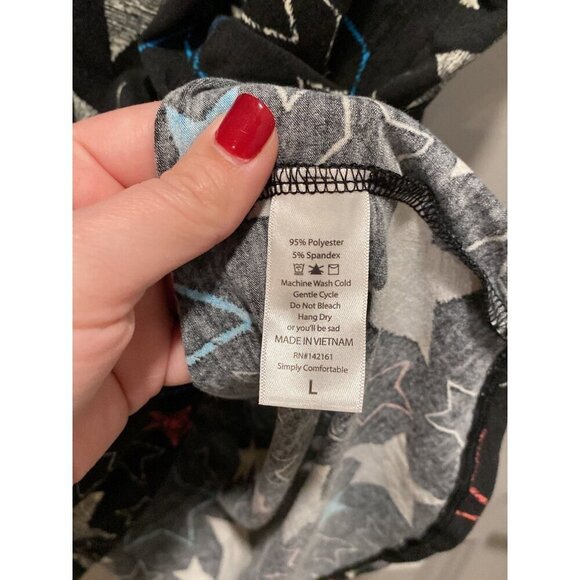 95% Polyester
5% Spandex
Machine Wash Cold
Gentle Cycle
Do Not Bleach
Hang Dry
or you'll be sad
MADE IN VIETNAM
RN#142161
Simply Comfortable
L